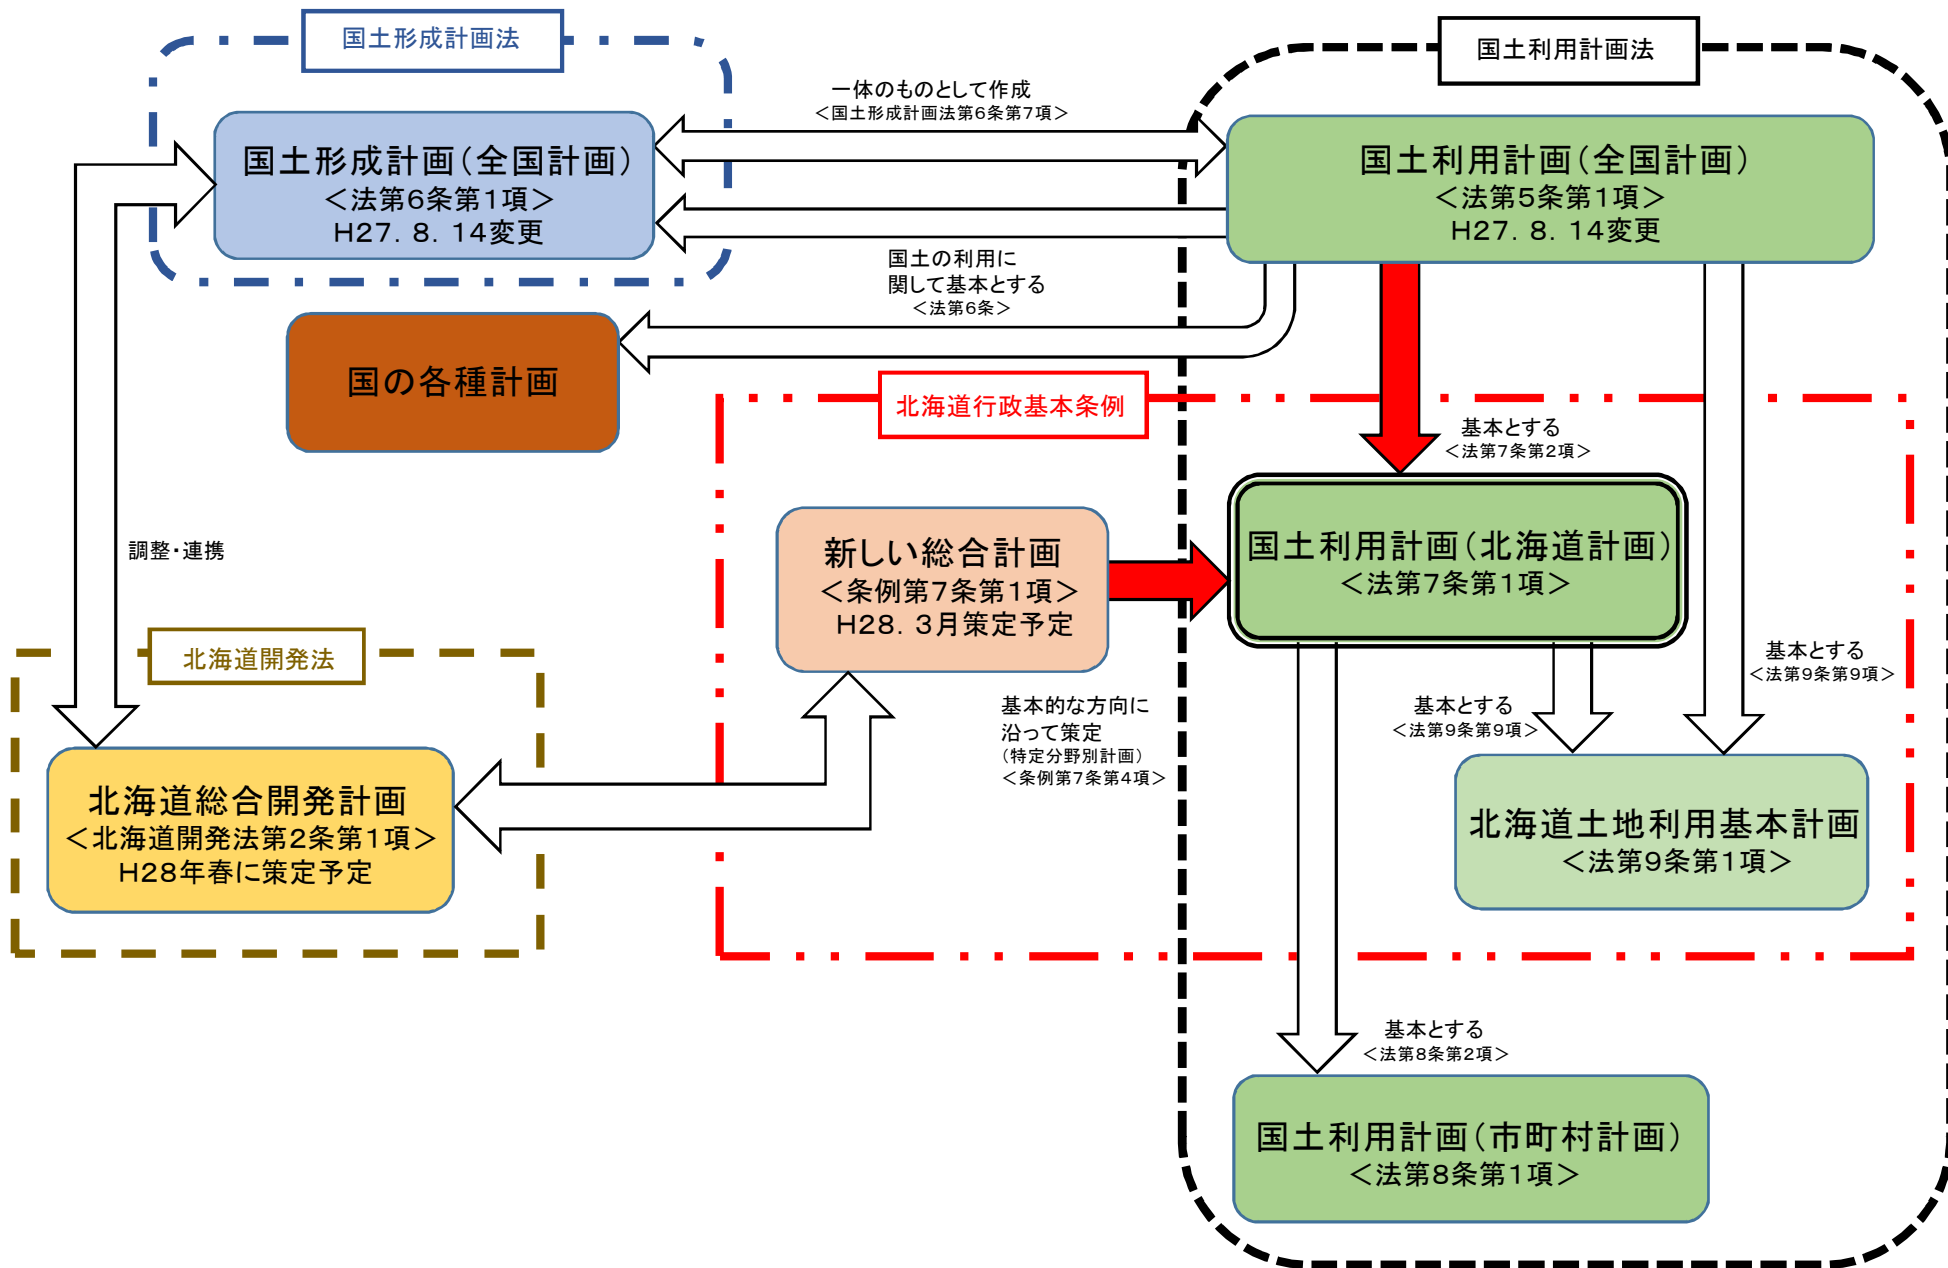 国土形成計画法
国土利用計画法
一体のものとして作成
＜国土形成計画法第6条第7項＞
国土形成計画(全国計画)
＜法第6条第1項＞
H27．8．14変更
国土利用計画(全国計画)
＜法第5条第1項＞
H27．8．14変更
国土の利用に
関して基本とする
＜法第6条＞
国の各種計画
北海道行政基本条例
基本とする
＜法第7条第2項＞
調整・連携
新しい総合計画
＜条例第7条第1項＞
H28．3月策定予定
国土利用計画(北海道計画)
＜法第7条第1項＞
北海道開発法
基本的な方向に
沿って策定
(特定分野別計画)
＜条例第7条第4項＞
基本とする
＜法第9条第9項＞
基本とする
＜法第9条第9項＞
北海道総合開発計画
＜北海道開発法第2条第1項＞
H28年春に策定予定
北海道土地利用基本計画
＜法第9条第1項＞
基本とする
＜法第8条第2項＞
国土利用計画(市町村計画)
＜法第8条第1項＞